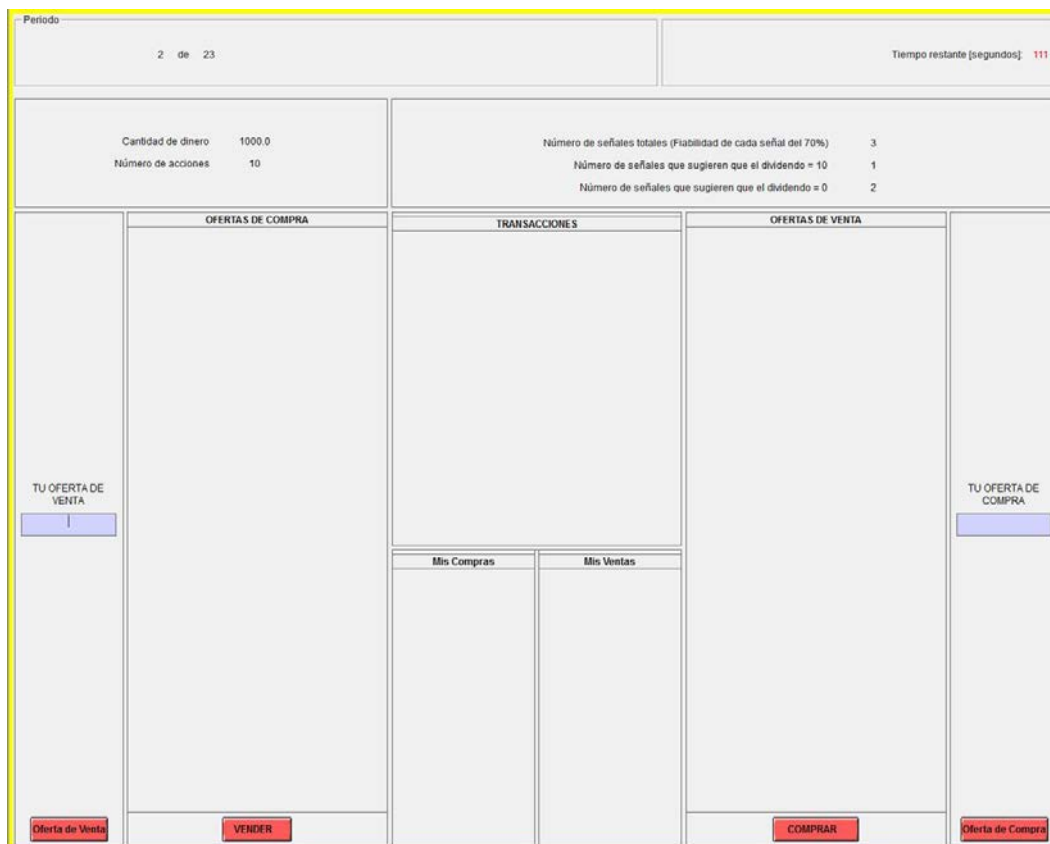 Periodo
2 de 23
Tiempo restante [segundos]: 111
Cantidad de dinero 1000.0
Número de acciones 10
Número de señales totales (Fiabilidad de cada señal del 70%) 3
Número de señales que sugieren que el dividendo = 10 1
Número de señales que sugieren que el dividendo = 0 2
OFERTAS DE COMPRA
TRANSACCIONES
OFERTAS DE VENTA
TU OFERTA DE
VENTA
TU OFERTA DE
COMPRA
Mis Compras
Mis Ventas
Oferta de Venta
VENDER
COMPRAR
Oferta de Compra